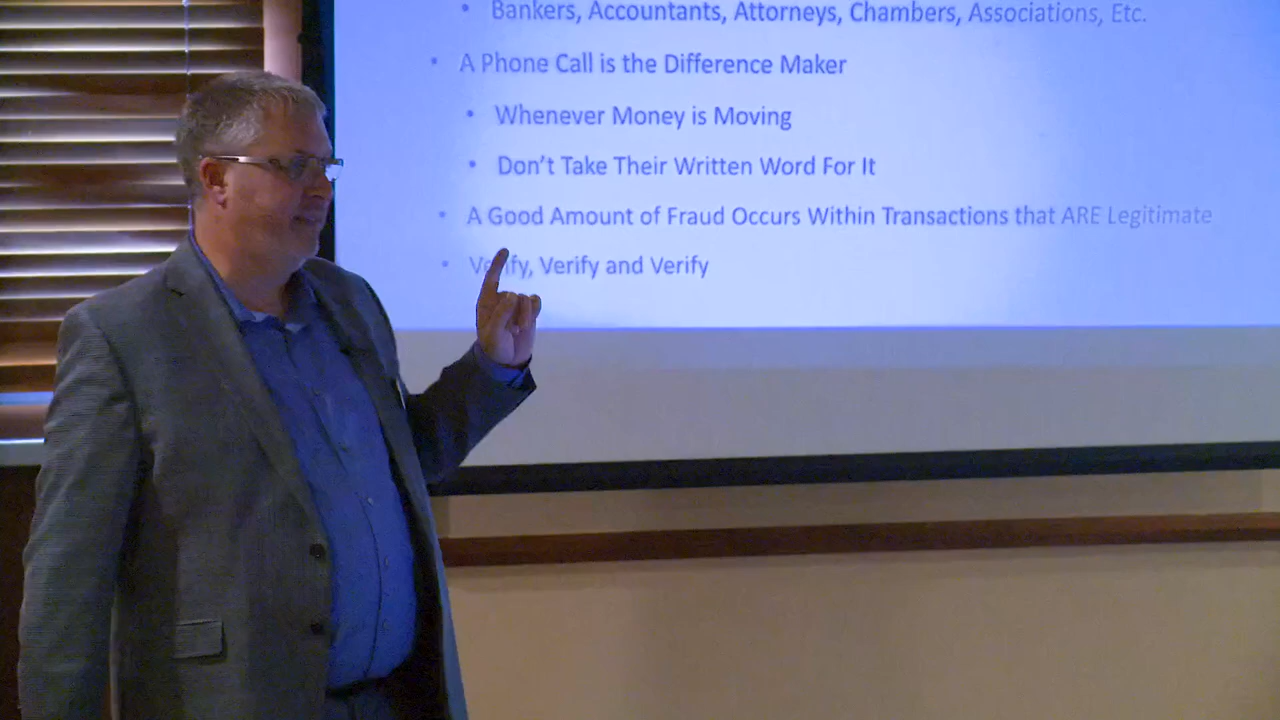 Bankers, Accountants, Attorneys, Chambers, Associations, Etc.
A Phone Call is the Difference Maker
Whenever Money is Moving
Don't Take Their Written Word For It
A Good Amount of Fraud Occurs Within Transactions that ARE Legitimate
Verify, Verify and Verify